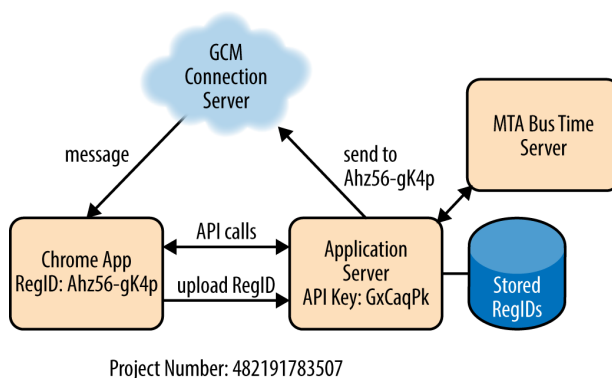 GCM
Connection
Server
MTA Bus Time
Server
message
send to
Ahz56-gK4p
Chrome App
RegID: Ahz56-gK4p
API calls
upload RegID
Application
Server
API Key: GxCaqPk
Stored
RegIDs
Project Number: 482191783507